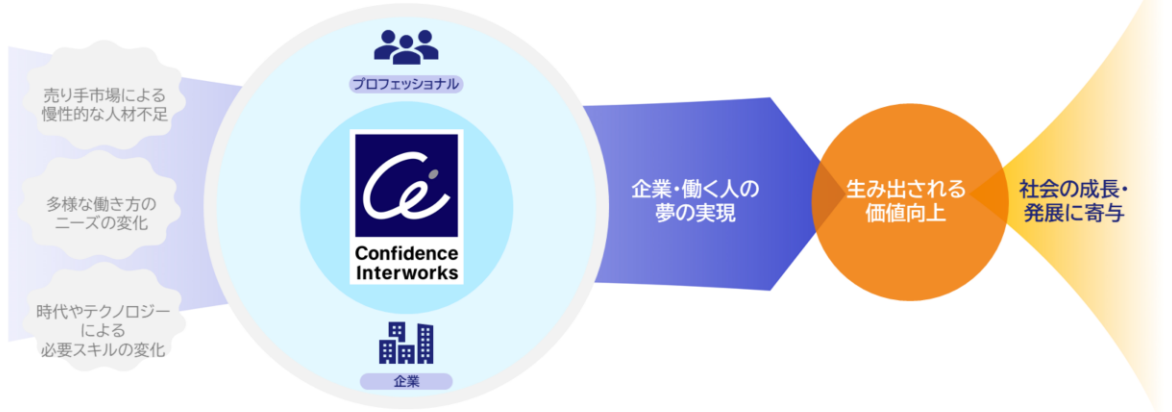 売り手市場による
慢性的な人材不足
多様な働き方の
ニーズの変化
時代やテクノロジー
による
必要スキルの変化
プロフェッショナル
Ci
Confidence
Interworks
企業
企業・働く人の
夢の実現
生み出される
価値向上
社会の成長・
発展に寄与